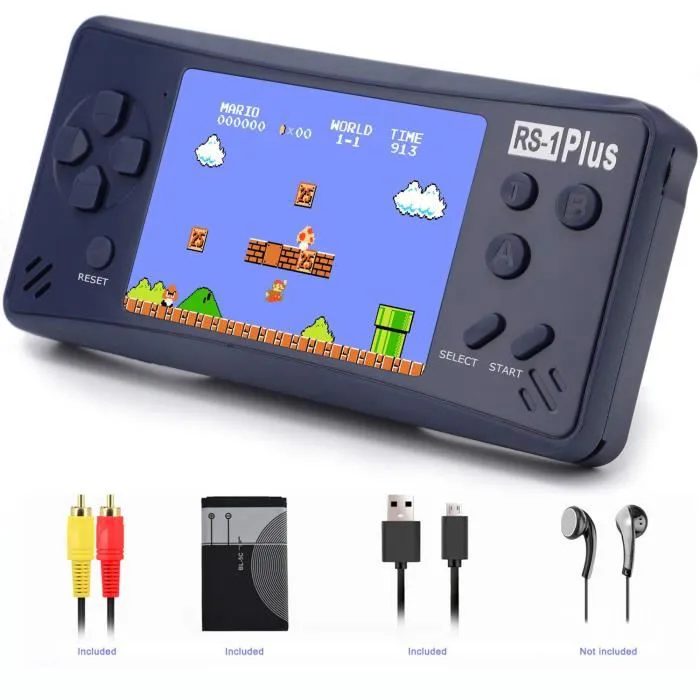 MARIO
000000 x00 WORLD TIME
1-1 913
RS-1 Plus
T B
A
RESET
SELECT START
BL-5C
Included
Included
Included
Not included